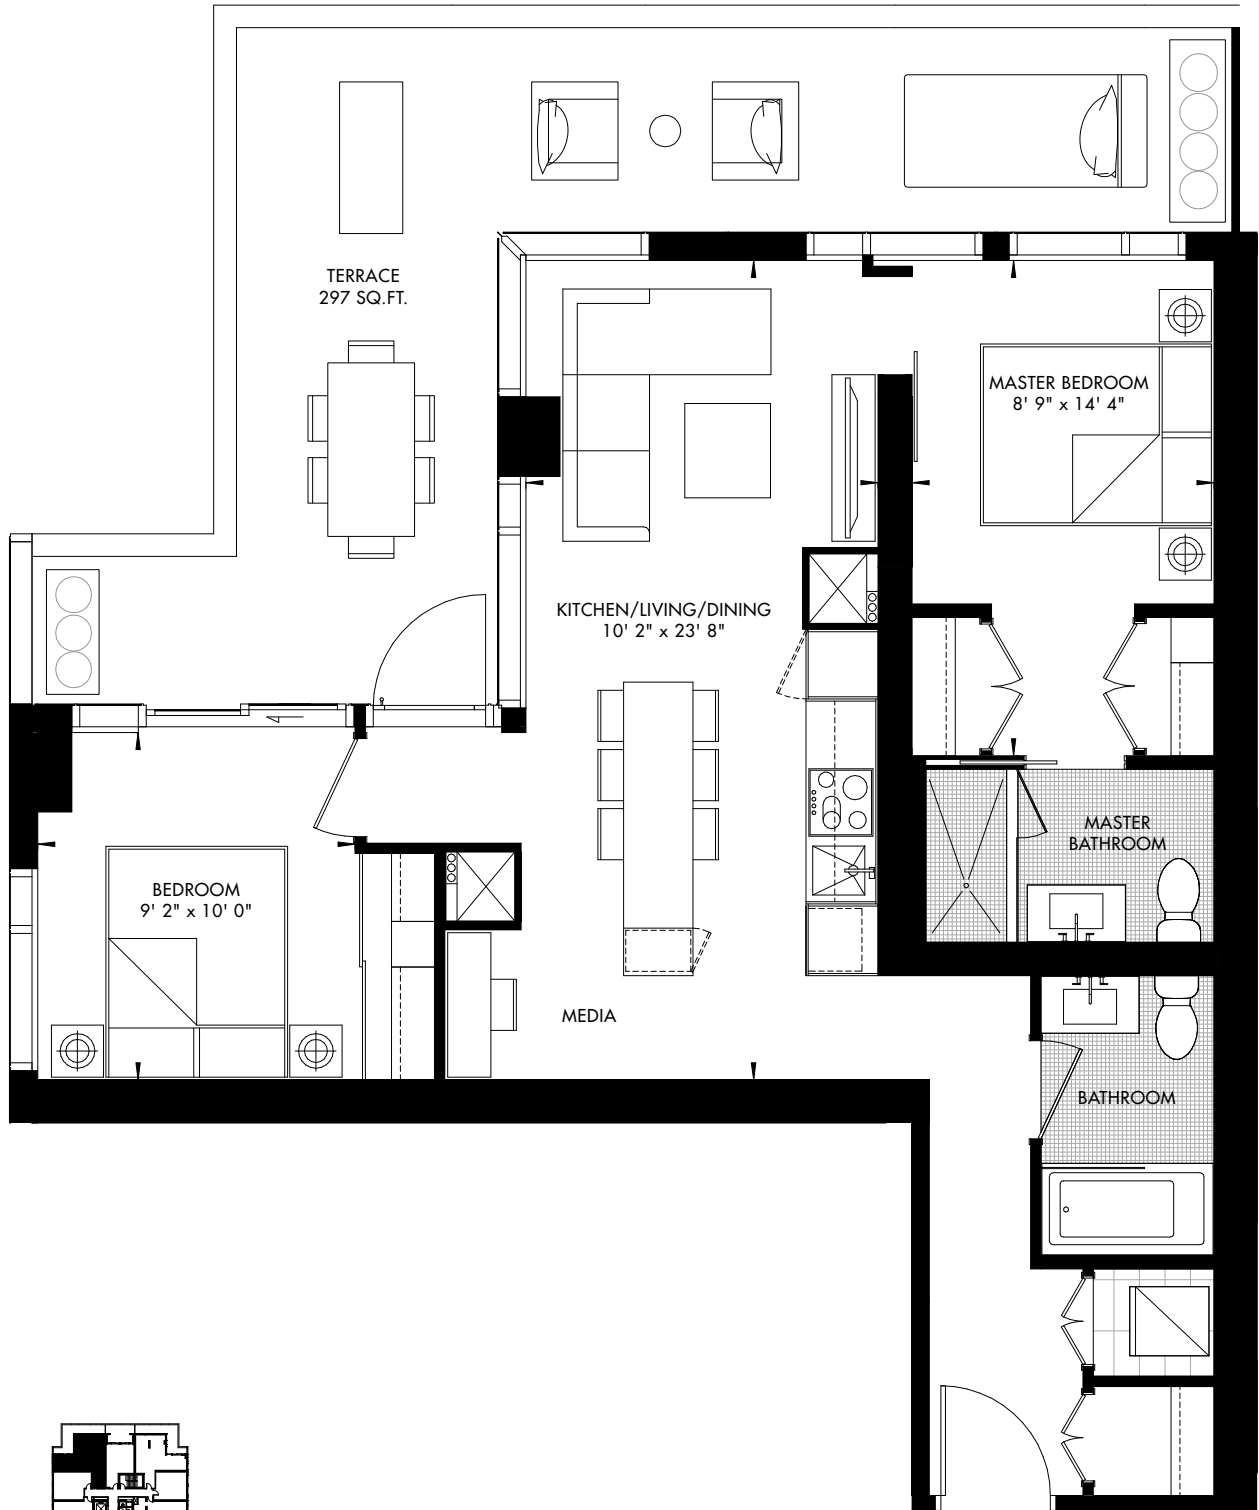 TERRACE
297 SQ.FT.
MASTER BEDROOM
8' 9" x 14' 4"
KITCHEN/LIVING/DINING
10' 2" x 23' 8"
MASTER
BATHROOM
BEDROOM
9' 2" x 10' 0"
MEDIA
BATHROOM